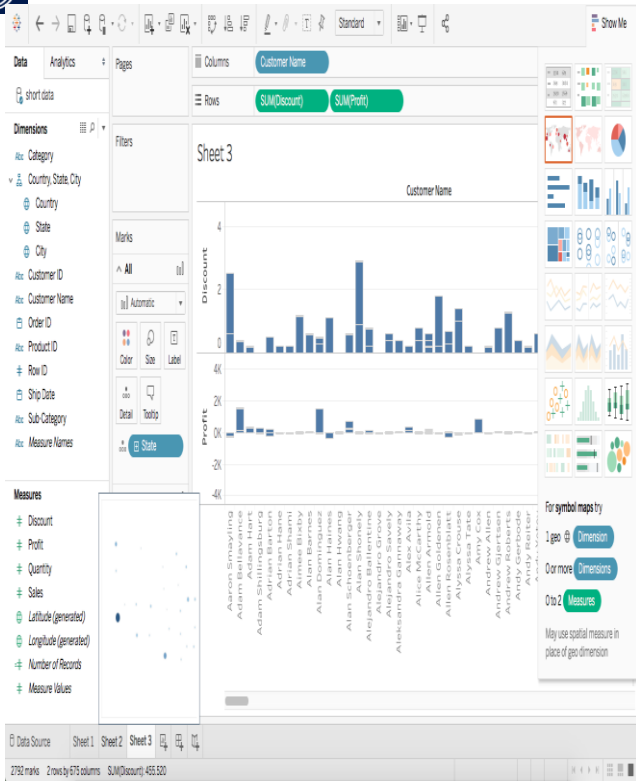 Standard
Show Me
Data
Analytics
Pages
Columns
Customer Name
short data
Rows
SUM(Discount)
SUM(Profit)
Dimensions
Filters
Sheet 3
Abc Category
Country, State, City
Customer Name
Country
State
City
Marks
Abc Customer ID
All
Abc Customer Name
Automatic
Order ID
Abc Product ID
Row ID
Color
Size
Label
Ship Date
Abc Sub-Category
Detail
Tooltip
Abc Measure Names
State
4
2
0
Discount
4K
2K
0K
-2K
-4K
Profit
Measures
Discount
Profit
Quantity
Sales
Latitude (generated)
Longitude (generated)
Number of Records
Measure Values
Aaron Smayling
Adam Bellavance
Adam Hart
Adam Shillingsburg
Adrian Barton
Adrian Hane
Adrian Shami
Aimee Bixby
Alan Barnes
Alan Dominguez
Alan Haines
Alan Hwang
Alan Schoenberger
Alan Shonely
Alejandro Ballentine
Alejandro Grove
Alejandro Savely
Aleksandra Gannaway
Alex Avila
Alice McCarthy
Allen Armold
Allen Goldenen
Allen Rosenblatt
Alyssa Crouse
Alyssa Tate
Amy Cox
Andrew Allen
Andrew Gjertsen
Andrew Roberts
Andy Gerbode
Andy Reiter
For symbol maps try
1 geo Dimension
0 or more Dimensions
0 to 2 Measures
May use spatial measure in
place of geo dimension
Data Source
Sheet 1
Sheet 2
Sheet 3
2792 marks 2 rows by 675 columns SUM(Discount): 455.520